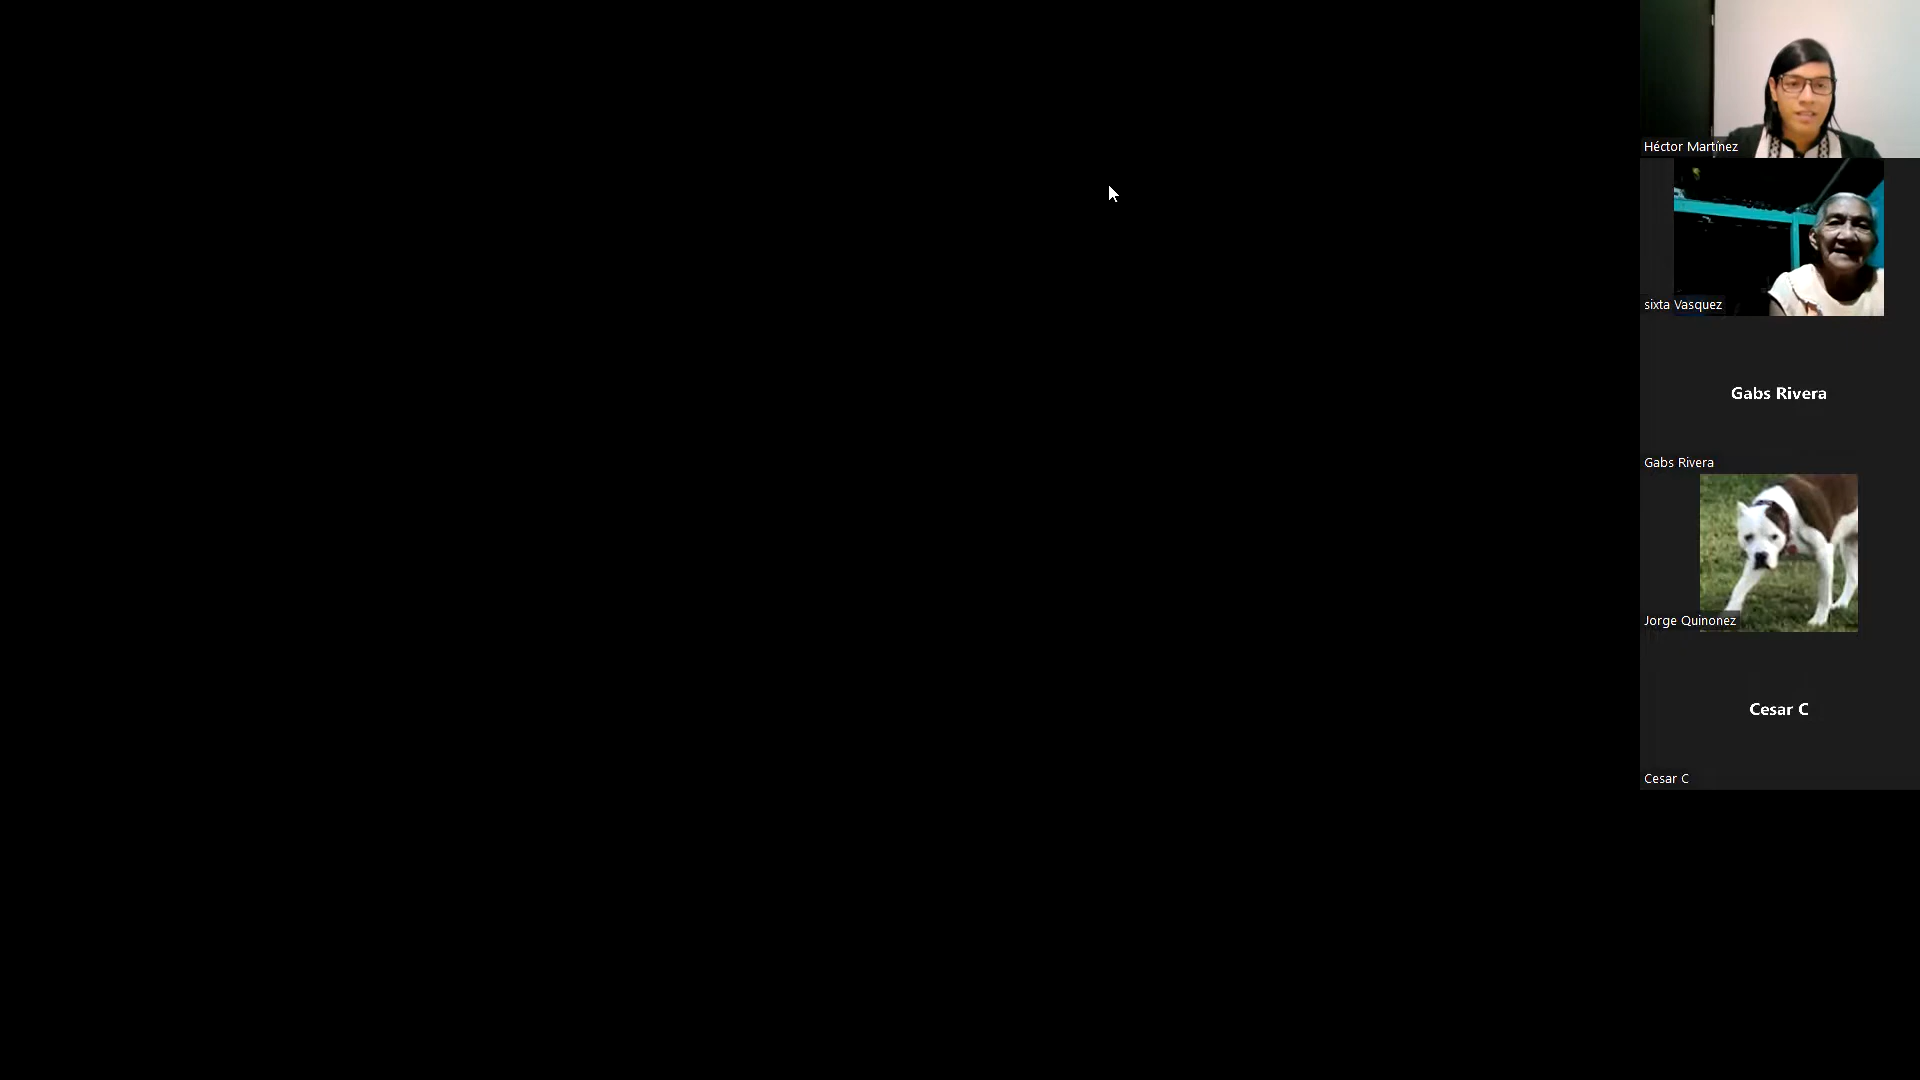 Héctor Martínez
sixta Vasquez
Gabs Rivera
Gabs Rivera
Jorge Quinonez
Cesar C
Cesar C